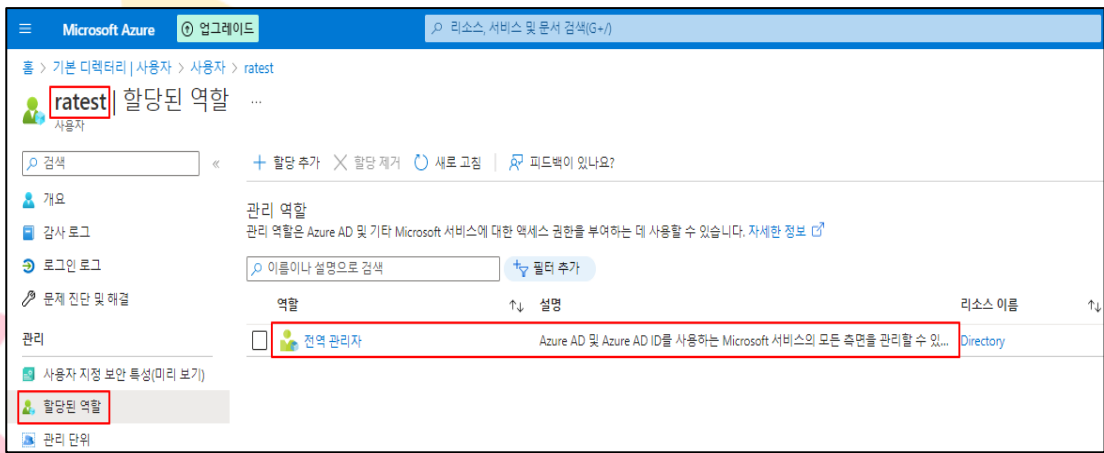 Microsoft Azure
업그레이드
리소스, 서비스 및 문서 검색(G+/)
홈 > 기본 디렉터리 | 사용자 > 사용자 > ratest
ratest | 할당된 역할 ...
사용자
검색 «
+ 할당 추가 × 할당 제거 새로 고침 | 피드백이 있나요?
개요
감사 로그
로그인 로그
문제 진단 및 해결
관리
사용자 지정 보안 특성(미리 보기)
할당된 역할
관리 단위
관리 역할
관리 역할은 Azure AD 및 기타 Microsoft 서비스에 대한 액세스 권한을 부여하는 데 사용할 수 있습니다. 자세한 정보
이름이나 설명으로 검색
필터 추가
역할 ↑↓ 설명 리소스 이름 ↑↓
전역 관리자 Azure AD 및 Azure AD ID를 사용하는 Microsoft 서비스의 모든 측면을 관리할 수 있... Directory